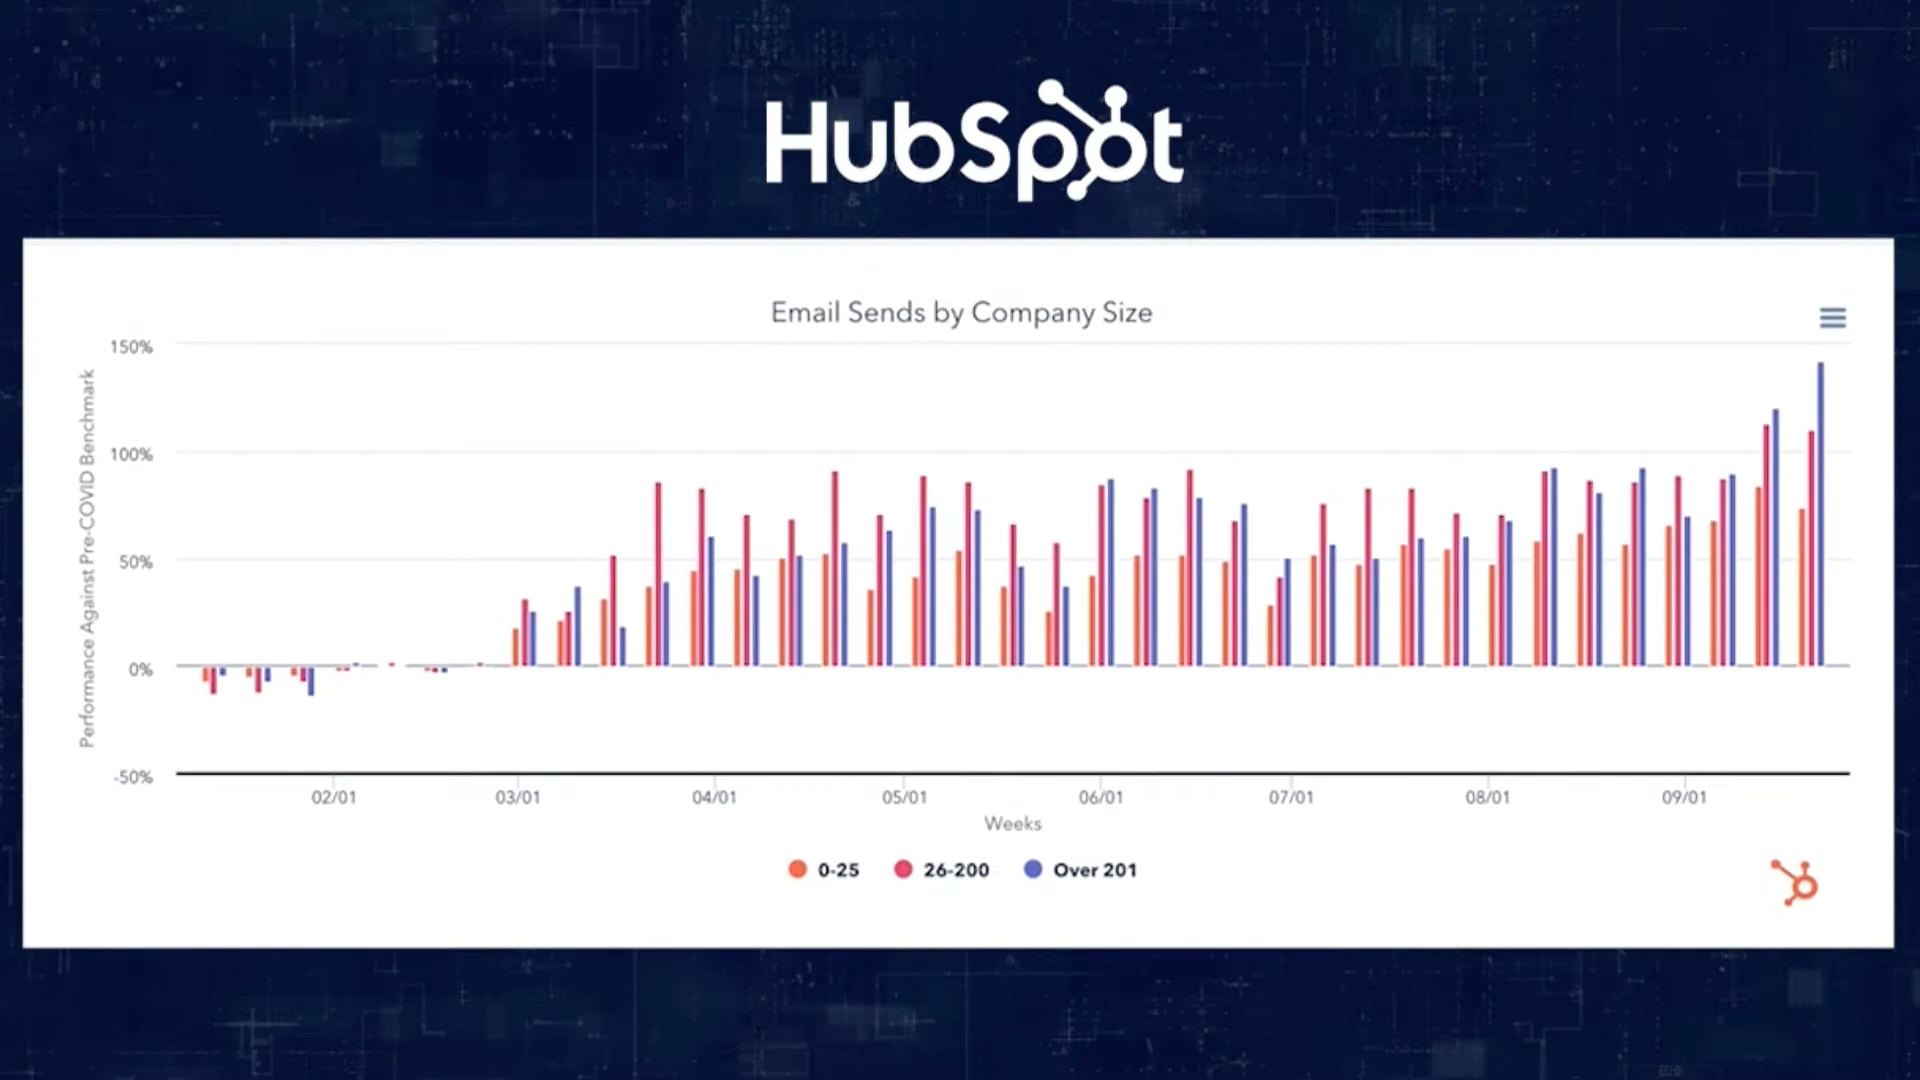 HubSpot
Email Sends by Company Size
Performance Against Pre-COVID Benchmark
150%
100%
50%
0%
-50%
02/01 03/01 04/01 05/01 06/01 07/01 08/01 09/01
Weeks
0-25 26-200 Over 201